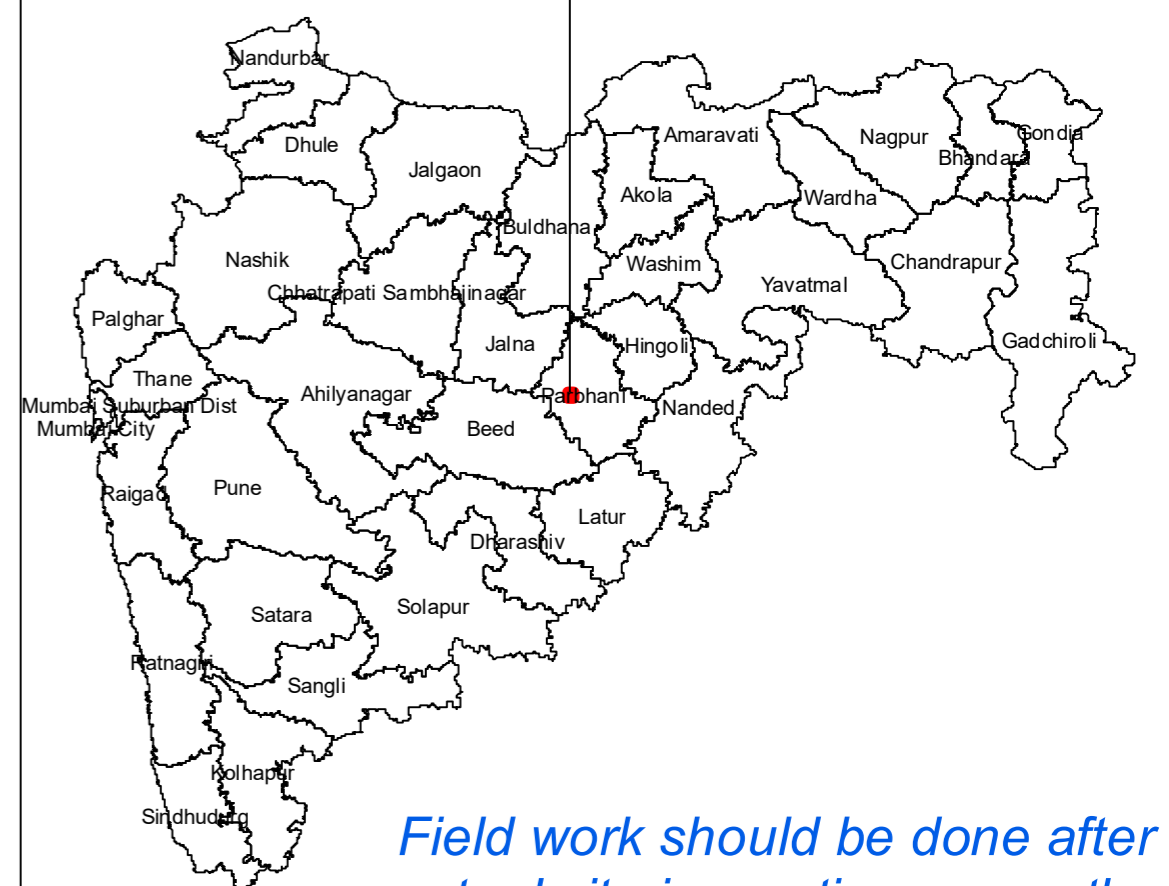 Nandurbar
Dhule
Jalgaon
Amaravati
Nagpur
Gondia
Bhandara
Akola
Wardha
Buldhana
Nashik
Washim
Chandrapur
Yavatmal
Chhatrapati Sambhajinagar
Palghar
Jalna
Hingoli
Gadchiroli
Thane
Ahilyanagar
Parbhani
Mumbai Suburban Dist
Nanded
Mumbai City
Beed
Raigad
Pune
Latur
Dharashiv
Satara
Solapur
Ratnagiri
Sangli
Kolhapur
Sindhudurg
Field work should be done after